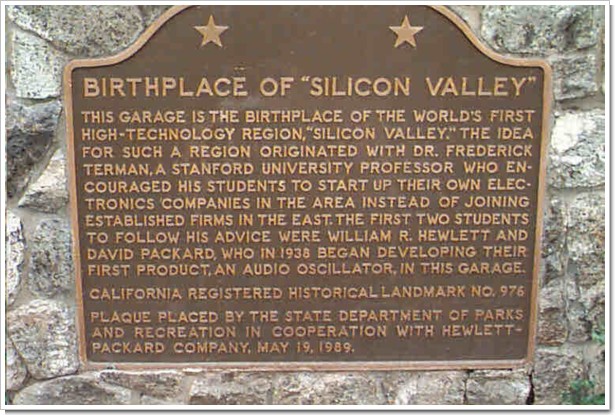 BIRTHPLACE OF "SILICON VALLEY"
THIS GARAGE IS THE BIRTHPLACE OF THE WORLD'S FIRST
HIGH-TECHNOLOGY REGION, "SILICON VALLEY." THE IDEA
FOR SUCH A REGION ORIGINATED WITH DR. FREDERICK
TERMAN, A STANFORD UNIVERSITY PROFESSOR WHO EN-
COURAGED HIS STUDENTS TO START UP THEIR OWN ELEC-
TRONICS COMPANIES IN THE AREA INSTEAD OF JOINING
ESTABLISHED FIRMS IN THE EAST. THE FIRST TWO STUDENTS
TO FOLLOW HIS ADVICE WERE WILLIAM R. HEWLETT AND
DAVID PACKARD, WHO IN 1938 BEGAN DEVELOPING THEIR
FIRST PRODUCT, AN AUDIO OSCILLATOR, IN THIS GARAGE.
CALIFORNIA REGISTERED HISTORICAL LANDMARK NO. 976
PLAQUE PLACED BY THE STATE DEPARTMENT OF PARKS
AND RECREATION IN COOPERATION WITH HEWLETT-
PACKARD COMPANY, MAY 19, 1989.